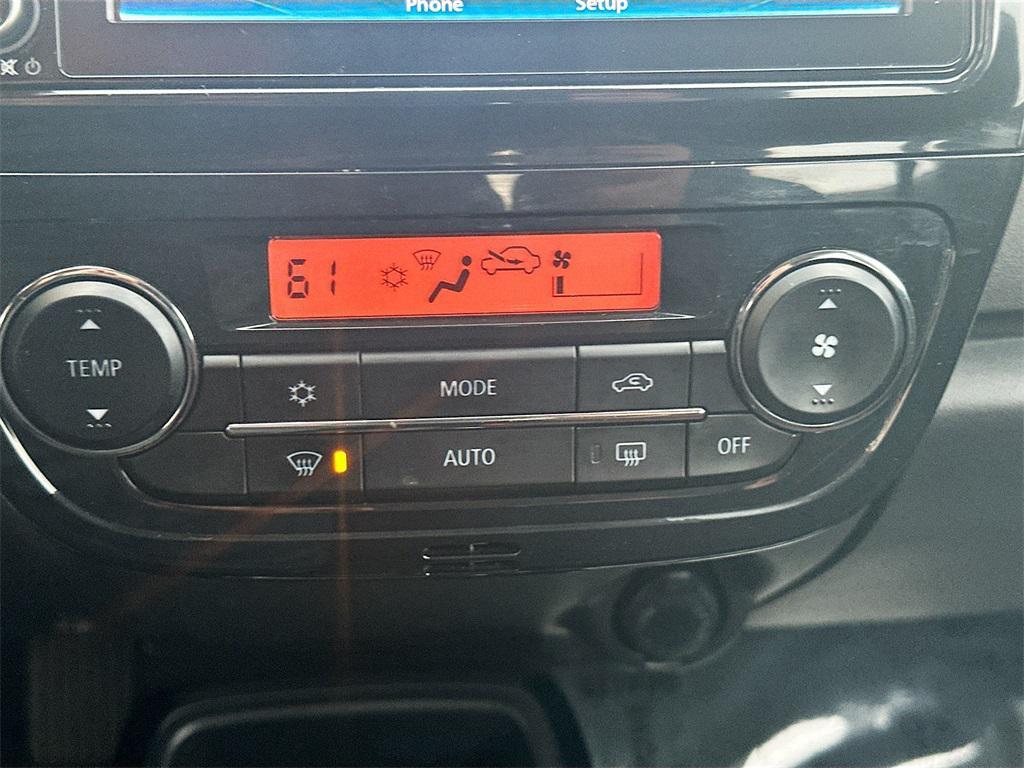 Phone Setup
61
TEMP
MODE
AUTO
OFF